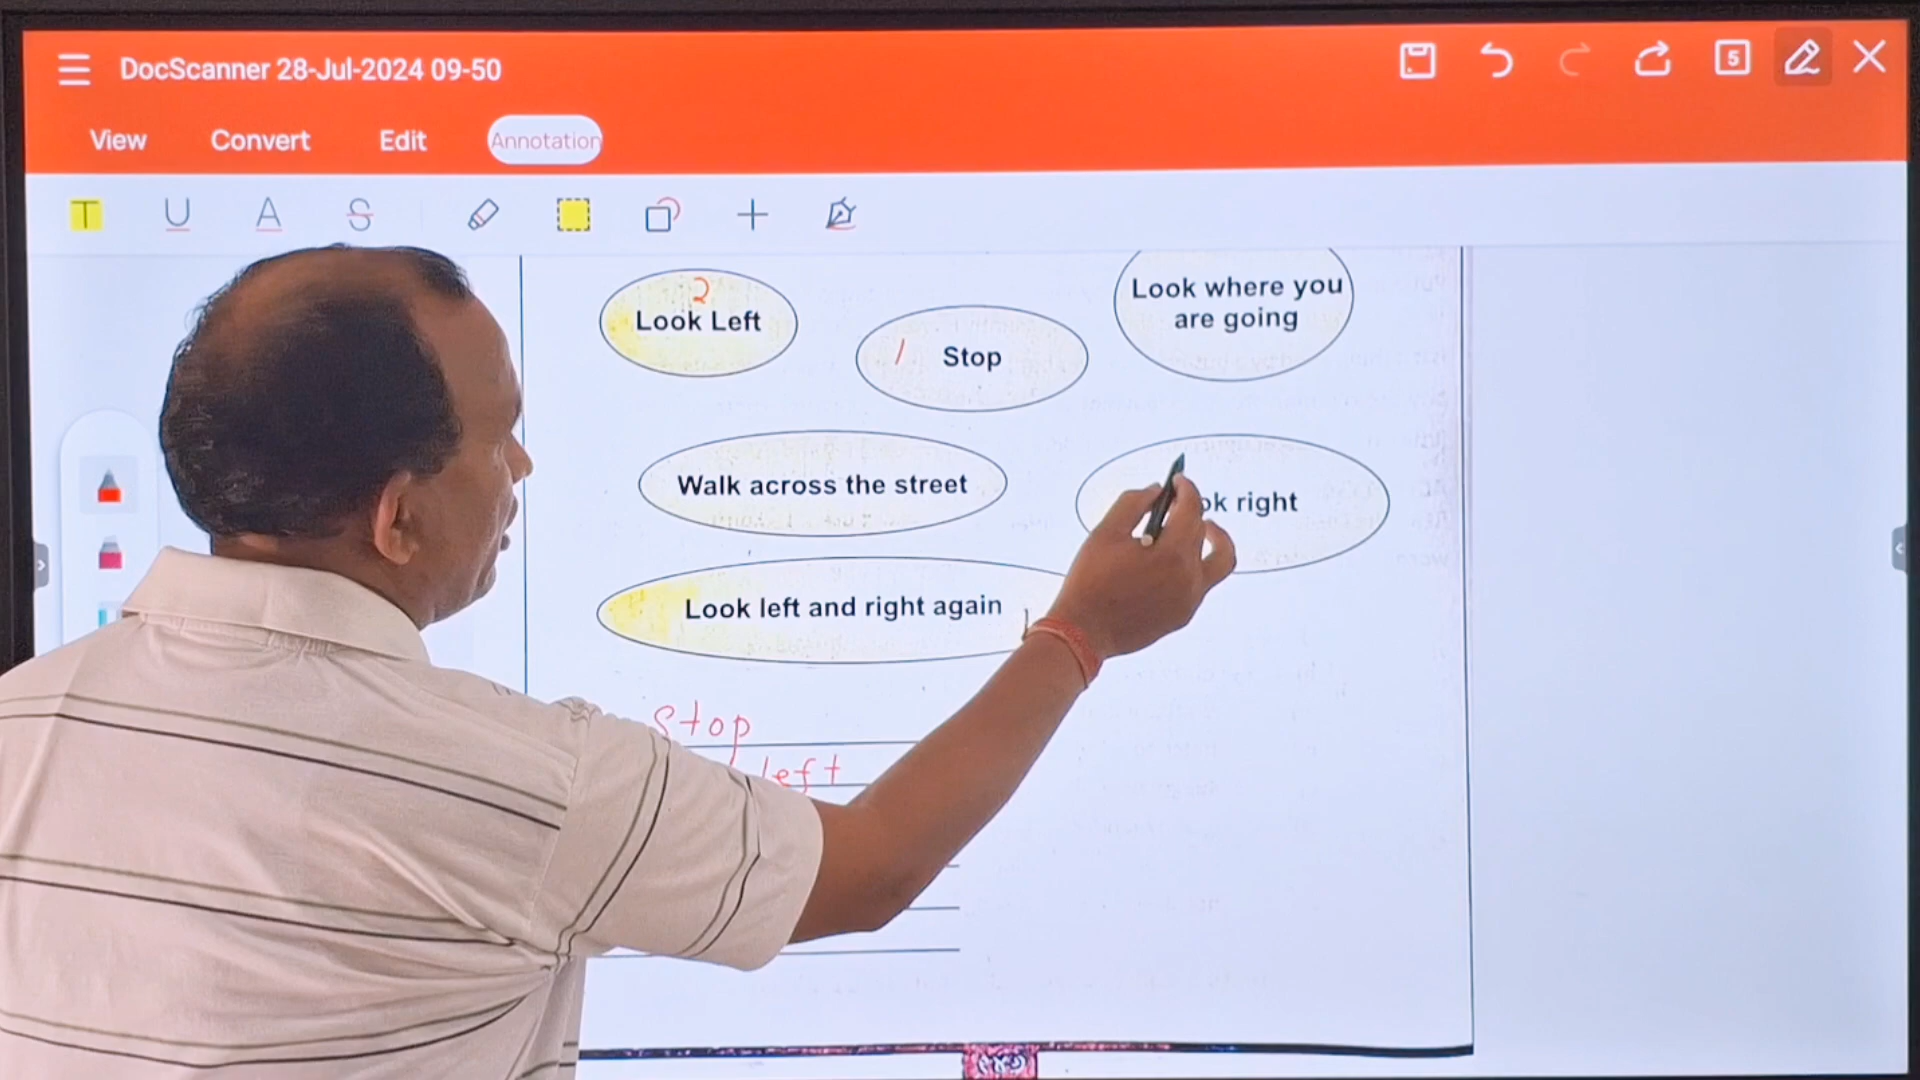 DocScanner 28-Jul-2024 09-50
5
View Convert Edit Annotation
T U A S
2
Look Left
1 Stop
Look where you
are going
Walk across the street
ok right
Look left and right again
Stop
left